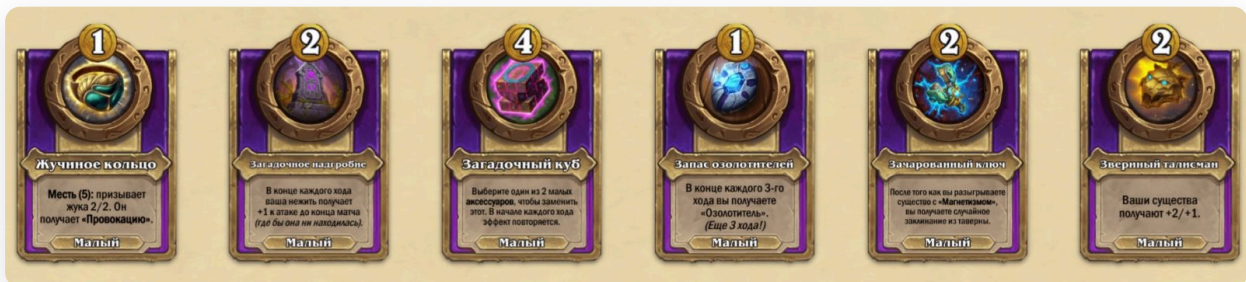 1
Жучиное кольцо
Месть (5): призывает
жука 2/2. Он
получает «Провокацию».
Малый
2
Загадочное надгробие
В конце каждого хода
ваша нежить получает
+1 к атаке до конца матча
(где бы она ни находилась).
Малый
4
Загадочный куб
Выберите один из 2 малых
аксессуаров, чтобы заменить
этот. В начале каждого хода
эффект повторяется.
Малый
1
Запас озолотителей
В конце каждого 3-го
хода вы получаете
«Озолотитель».
(Еще 3 хода!)
Малый
2
Зачарованный ключ
После того как вы разыгрываете
существо с «Магнетизмом»,
вы получаете случайное
заклинание из таверны.
Малый
2
Звериный талисман
Ваши существа
получают +2/+1.
Малый